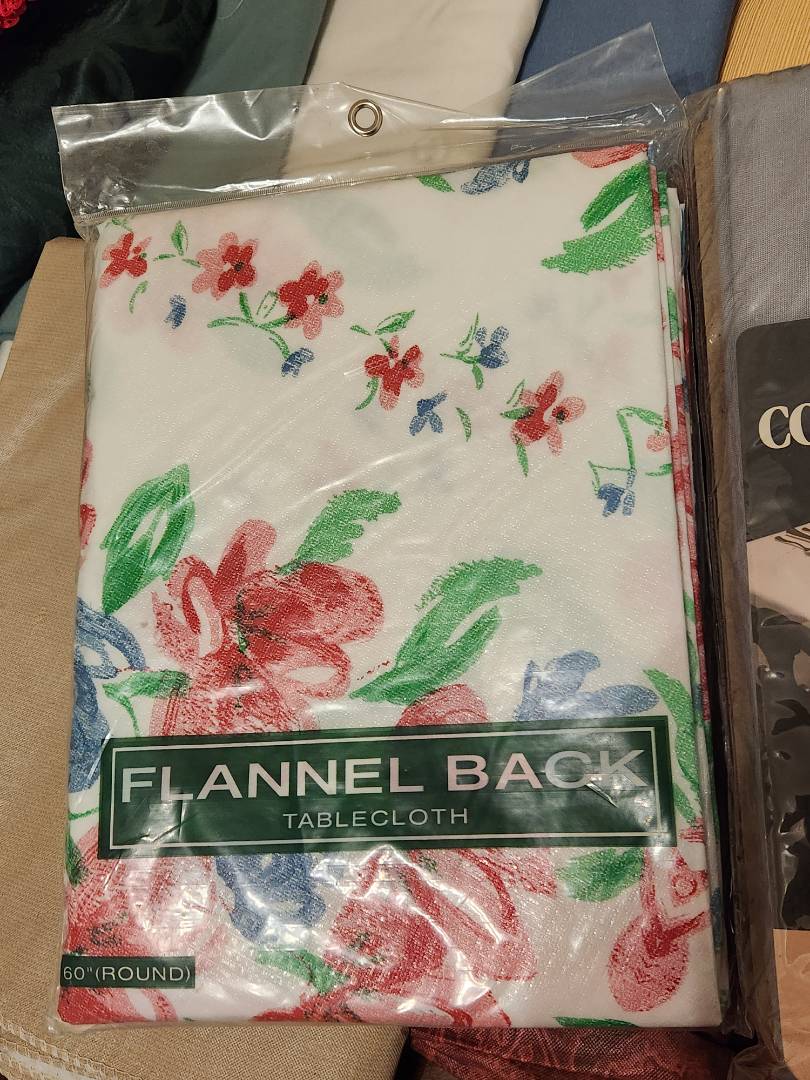 FLANNEL BACK
TABLECLOTH
60"(ROUND)
CO